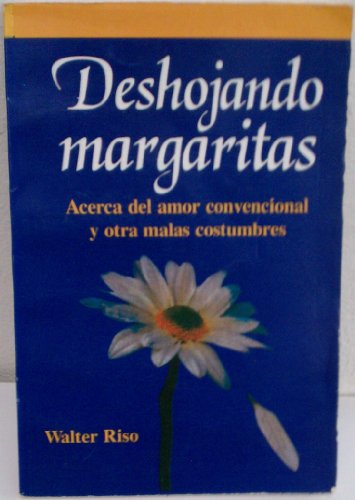 Deshojando
margaritas
Acerca del amor convencional
y otra malas costumbres
Walter Riso